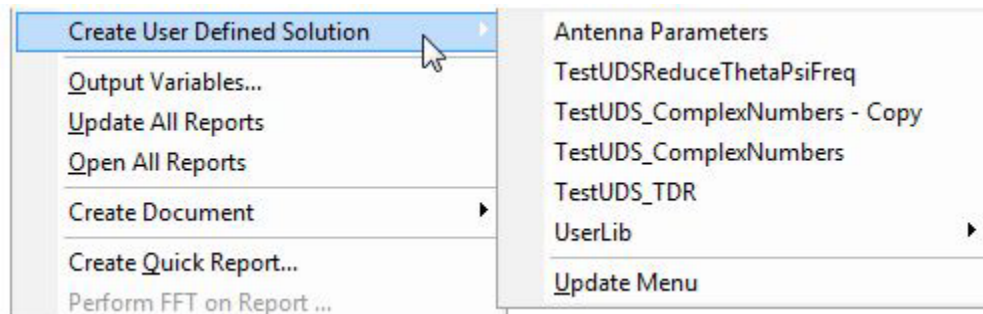 Create User Defined Solution
Output Variables...
Update All Reports
Open All Reports
Create Document
Create Quick Report...
Perform FFT on Report ...
Antenna Parameters
TestUDSReduceThetaPsiFreq
TestUDS_ComplexNumbers - Copy
TestUDS_ComplexNumbers
TestUDS_TDR
UserLib
Update Menu